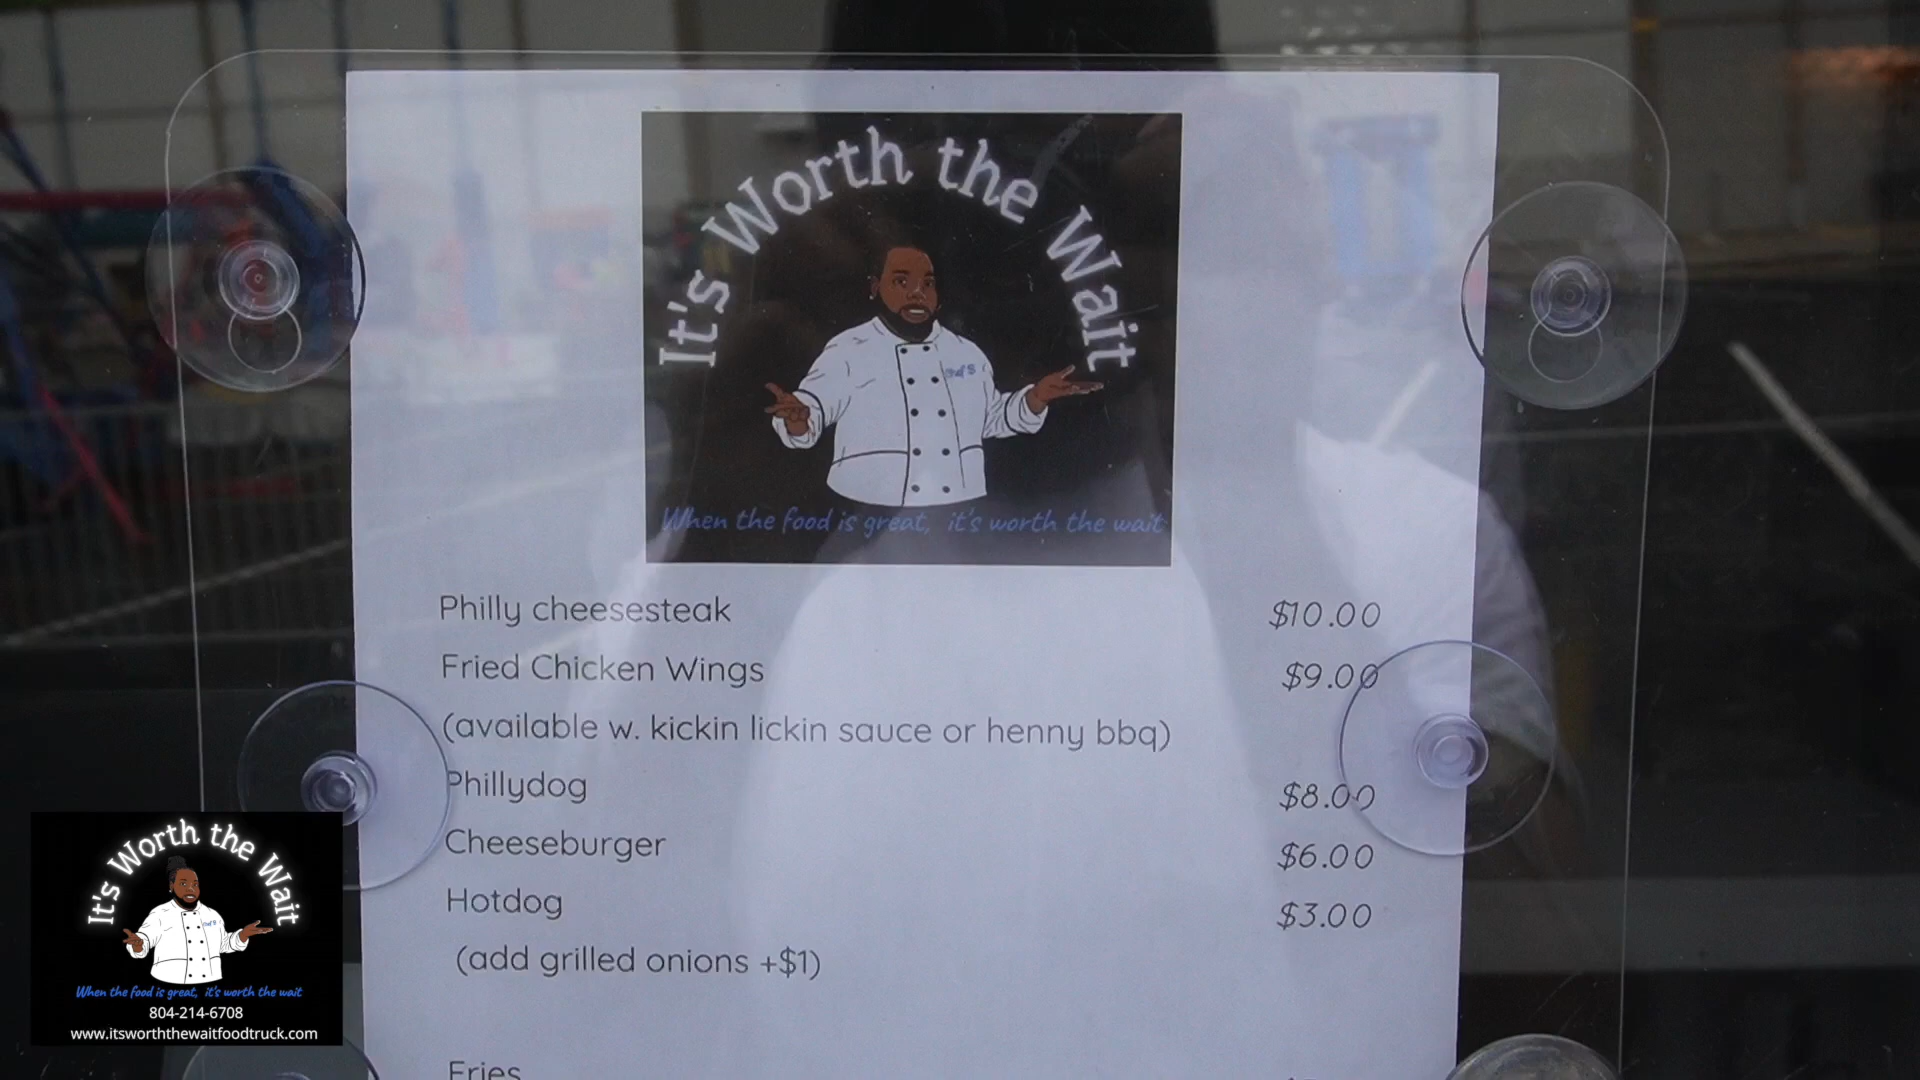 It's Worth the Wait
Chef S
When the food is great, it's worth the wait
Philly cheesesteak $10.00
Fried Chicken Wings $9.00
(available w. kickin lickin sauce or henny bbq)
Phillydog $8.00
Cheeseburger $6.00
Hotdog $3.00
(add grilled onions +$1)
Fries
It's Worth the Wait
Chef S
When the food is great, it's worth the wait
804-214-6708
www.itsworththewaitfoodtruck.com